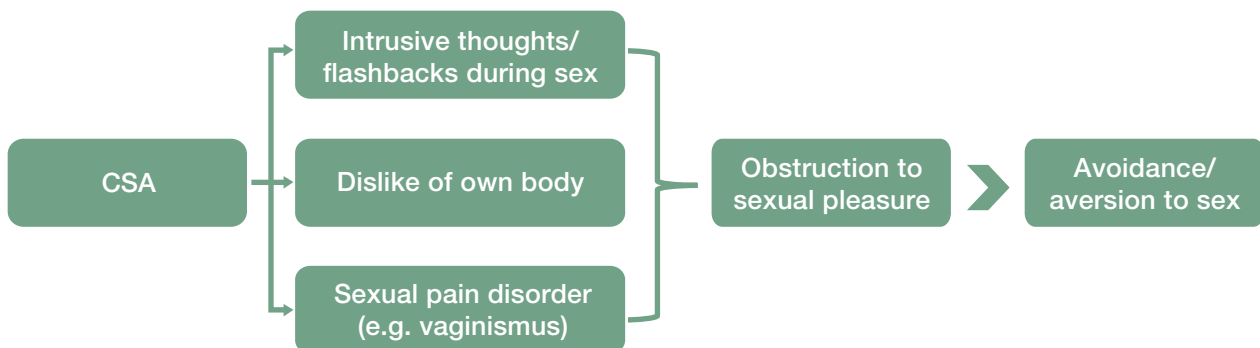 CSA
Intrusive thoughts/
flashbacks during sex
Dislike of own body
Sexual pain disorder
(e.g. vaginismus)
Obstruction to
sexual pleasure
Avoidance/
aversion to sex